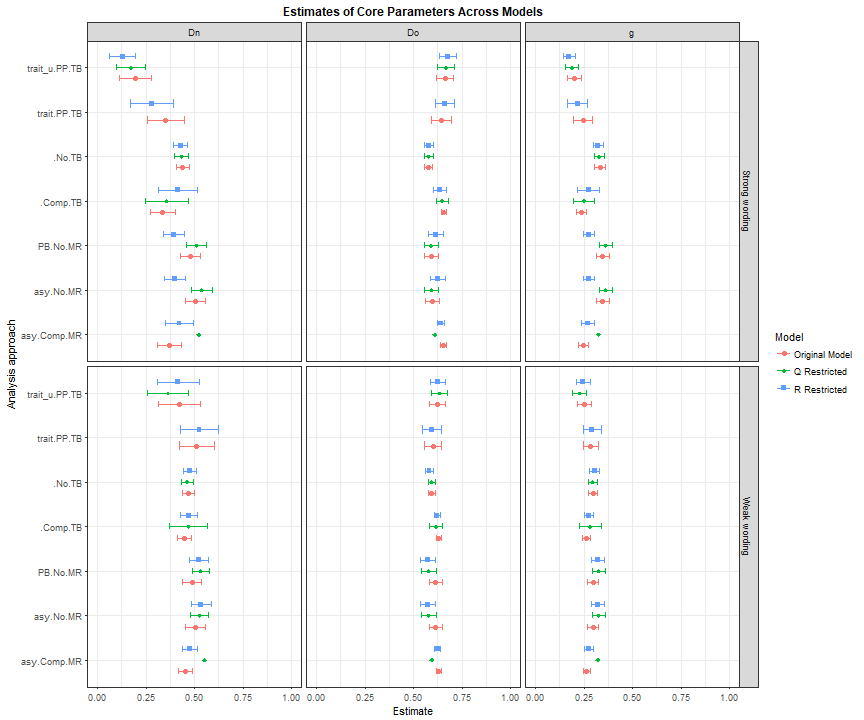 Estimates of Core Parameters Across Models
Dn
Do
g
trait_u.PP.TB
trait.PP.TB
.No.TB
.Comp.TB
PB.No.MR
asy.No.MR
asy.Comp.MR
Strong wording
trait_u.PP.TB
trait.PP.TB
.No.TB
.Comp.TB
PB.No.MR
asy.No.MR
asy.Comp.MR
Weak wording
Analysis approach
0.00 0.25 0.50 0.75 1.00 0.00 0.25 0.50 0.75 1.00 0.00 0.25 0.50 0.75 1.00
Estimate
Model
Original Model
Q Restricted
R Restricted